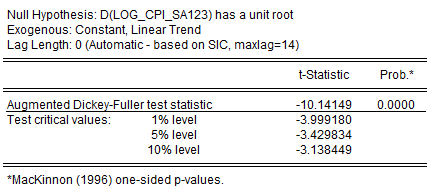 Null Hypothesis: D(LOG_CPI_SA123) has a unit root
Exogenous: Constant, Linear Trend
Lag Length: 0 (Automatic - based on SIC, maxlag=14)
t-Statistic Prob.*
Augmented Dickey-Fuller test statistic -10.14149 0.0000
Test critical values: 1% level -3.999180
5% level -3.429834
10% level -3.138449
*MacKinnon (1996) one-sided p-values.